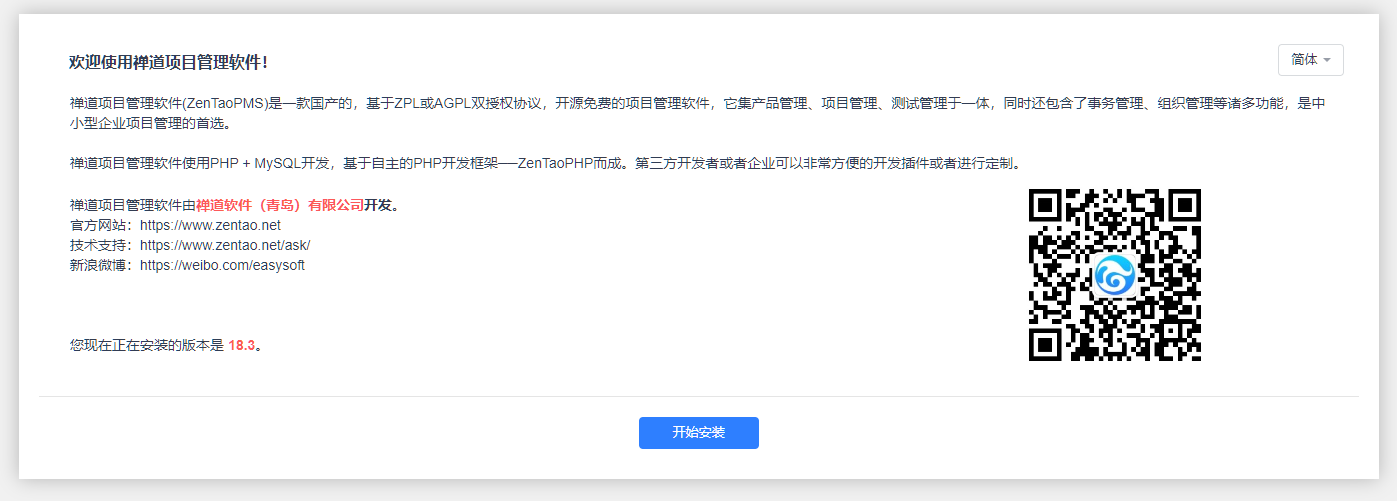 欢迎使用禅道项目管理软件！
简体
禅道项目管理软件(ZenTaoPMS)是一款国产的，基于ZPL或AGPL双授权协议，开源免费的项目管理软件，它集产品管理、项目管理、测试管理于一体，同时还包含了事务管理、组织管理等诸多功能，是中
小型企业项目管理的首选。
禅道项目管理软件使用PHP + MySQL开发，基于自主的PHP开发框架──ZenTaoPHP而成。第三方开发者或者企业可以非常方便的开发插件或者进行定制。
禅道项目管理软件由禅道软件（青岛）有限公司开发。
官方网站：https://www.zentao.net
技术支持：https://www.zentao.net/ask/
新浪微博：https://weibo.com/easysoft
您现在正在安装的版本是 18.3。
开始安装